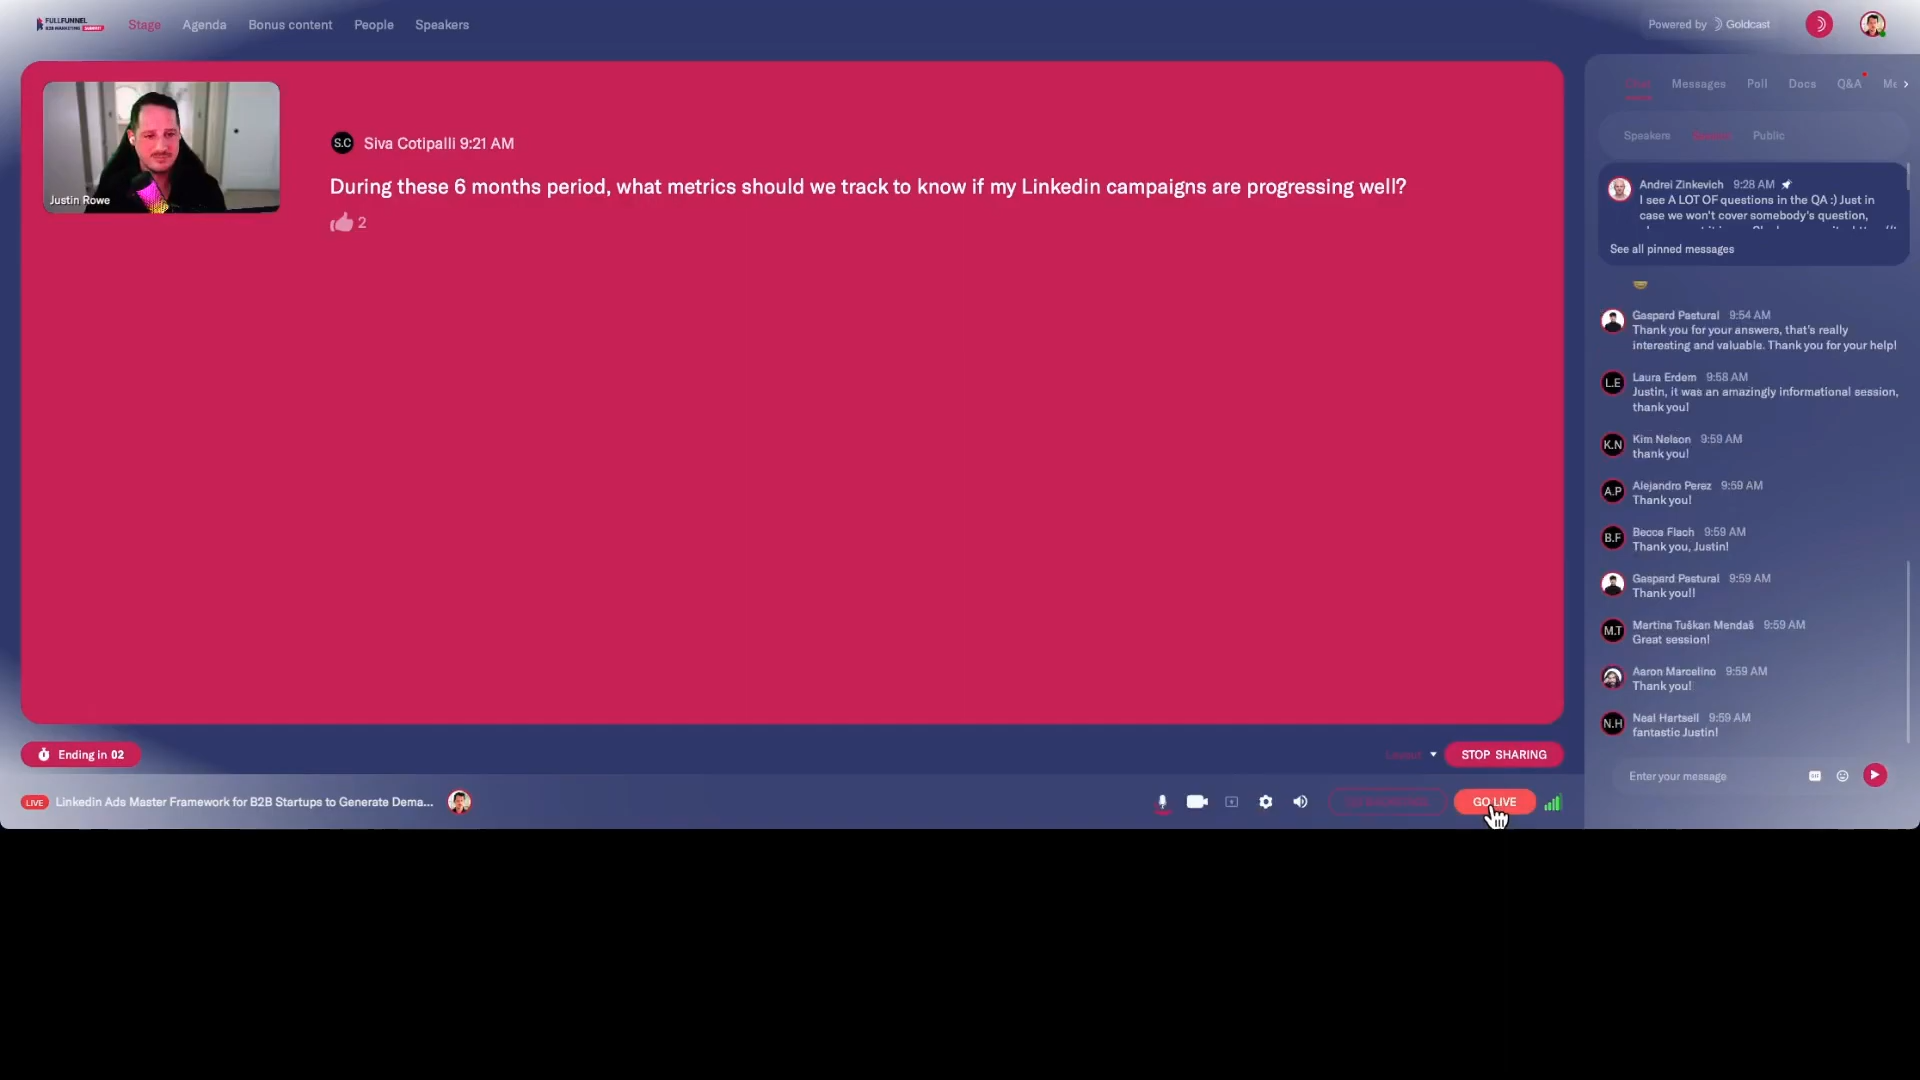 FULLFUNNEL
B2B MARKETING SUMMIT
Stage
Agenda
Bonus content
People
Speakers
Powered by Goldcast
Justin Rowe
S.C
Siva Cotipalli 9:21 AM
During these 6 months period, what metrics should we track to know if my Linkedin campaigns are progressing well?
2
Messages
Poll
Docs
Q&A
Me
Speakers
Public
Andrei Zinkevich 9:28 AM
I see A LOT OF questions in the QA :) Just in
case we won't cover somebody's question,
See all pinned messages
Gaspard Pastural 9:54 AM
Thank you for your answers, that's really
interesting and valuable. Thank you for your help!
L.E
Laura Erdem 9:58 AM
Justin, it was an amazingly informational session,
thank you!
K.N
Kim Nelson 9:59 AM
thank you!
A.P
Alejandro Perez 9:59 AM
Thank you!
B.F
Becca Flach 9:59 AM
Thank you, Justin!
Gaspard Pastural 9:59 AM
Thank you!!
M.T
Martina Tuškan Mendaš 9:59 AM
Great session!
Aaron Marcelino 9:59 AM
Thank you!
N.H
Neal Hartsell 9:59 AM
fantastic Justin!
Enter your message
Ending in 02
Layout
STOP SHARING
LIVE
Linkedin Ads Master Framework for B2B Startups to Generate Dema...
GO LIVE